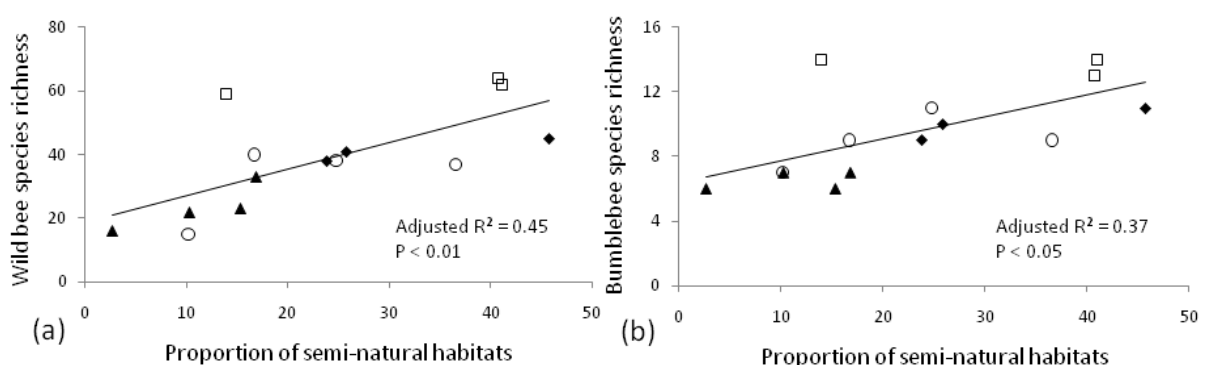 Wild bee species richness
80
60
40
20
0
Adjusted R² = 0.45
P < 0.01
0 10 20 30 40 50
(a)
Proportion of semi-natural habitats
Bumblebee species richness
16
12
8
4
0
Adjusted R² = 0.37
P < 0.05
0 10 20 30 40 50
(b)
Proportion of semi-natural habitats